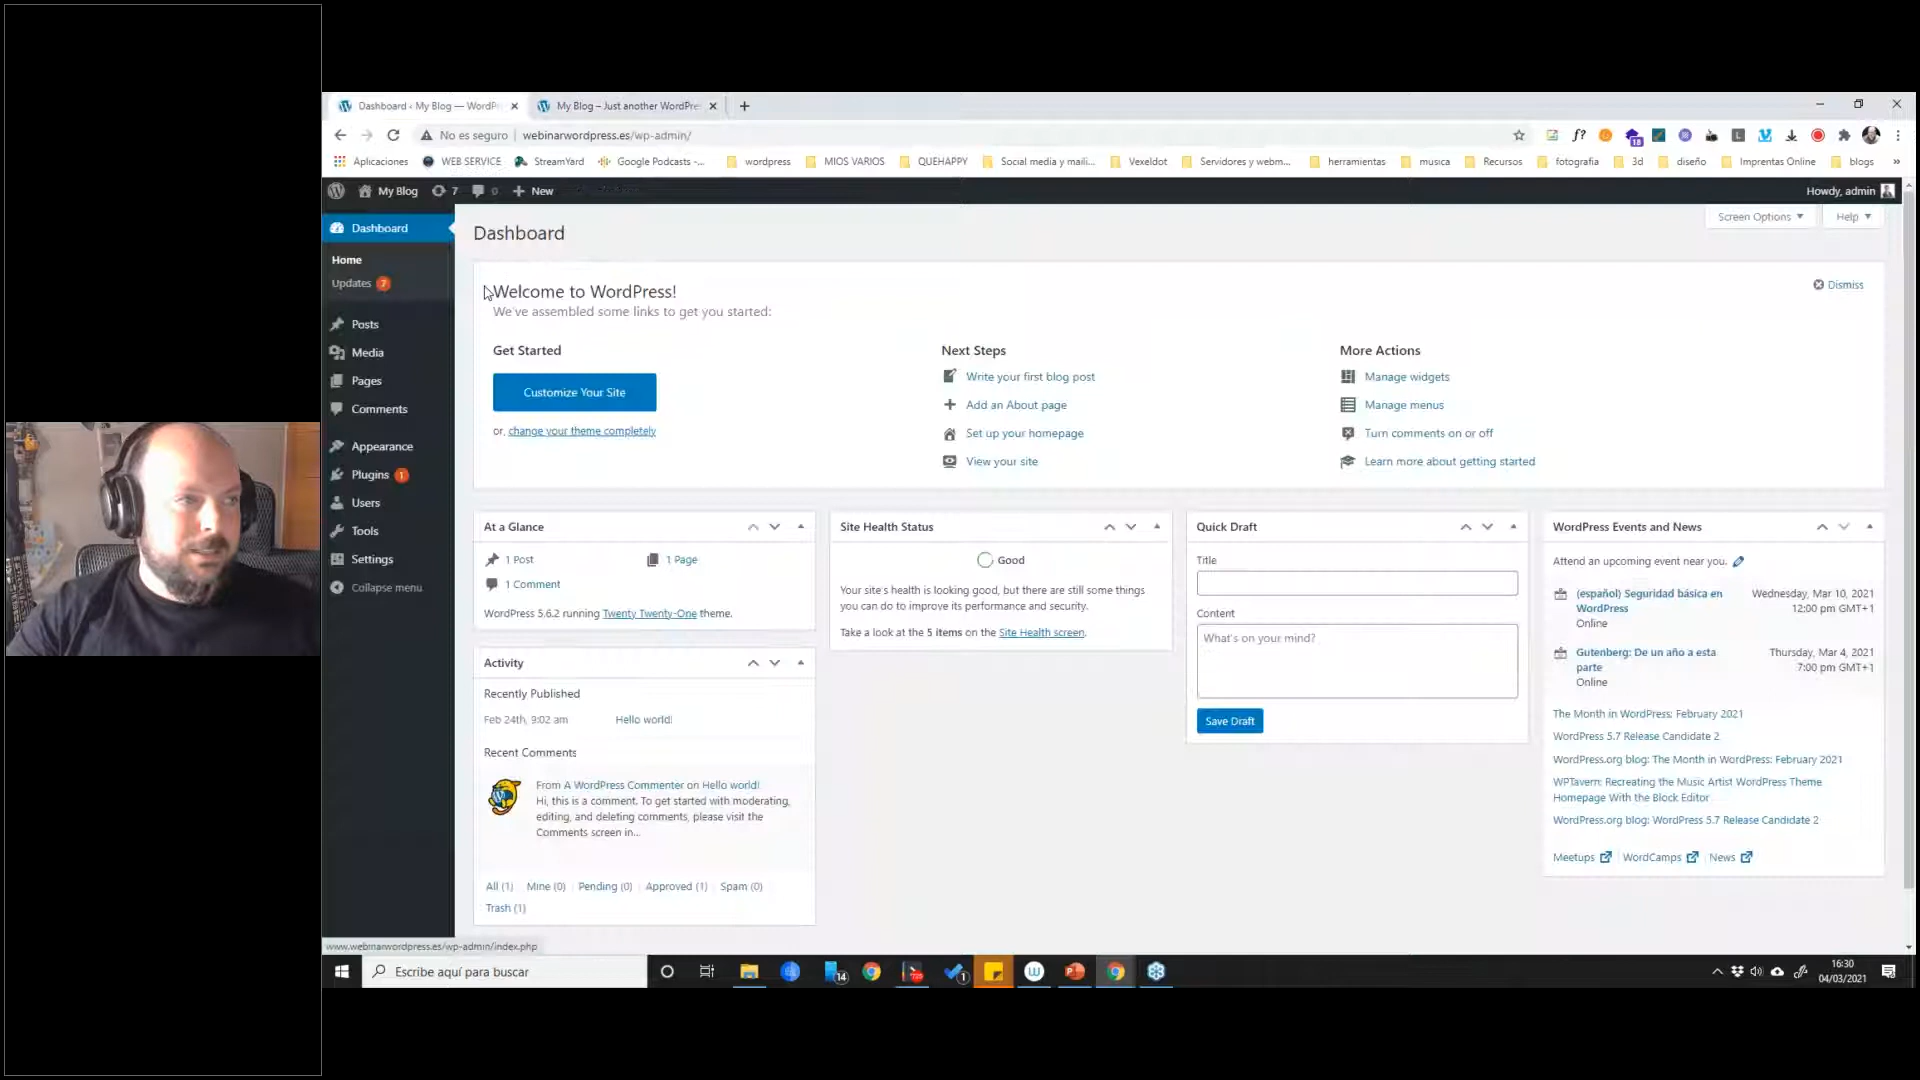 Dashboard ‹ My Blog — WordPr
My Blog – Just another WordPre
No es seguro
webinarwordpress.es/wp-admin/
18
Aplicaciones
WEB SERVICE
StreamYard
Google Podcasts -...
wordpress
MIOS VARIOS
QUEHAPPY
Social media y maili...
Vexeldot
Servidores y webm...
herramientas
musica
Recursos
fotografia
3d
diseño
Imprentas Online
blogs
»
My Blog
7
0
New
Howdy, admin
Dashboard
Home
Updates 7
Posts
Media
Pages
Comments
Appearance
Plugins 1
Users
Tools
Settings
Collapse menu
Screen Options
Help
Dashboard
Welcome to WordPress!
We've assembled some links to get you started:
Dismiss
Get Started
Customize Your Site
or, change your theme completely
Next Steps
Write your first blog post
Add an About page
Set up your homepage
View your site
More Actions
Manage widgets
Manage menus
Turn comments on or off
Learn more about getting started
At a Glance
1 Post
1 Page
1 Comment
WordPress 5.6.2 running Twenty Twenty-One theme.
Activity
Recently Published
Feb 24th, 9:02 am
Hello world!
Recent Comments
From A WordPress Commenter on Hello world!
Hi, this is a comment. To get started with moderating,
editing, and deleting comments, please visit the
Comments screen in...
All (1)
Mine (0)
Pending (0)
Approved (1)
Spam (0)
Trash (1)
Site Health Status
Good
Your site's health is looking good, but there are still some things
you can do to improve its performance and security.
Take a look at the 5 items on the Site Health screen.
Quick Draft
Title
Content
What's on your mind?
Save Draft
WordPress Events and News
Attend an upcoming event near you.
(español) Seguridad básica en
WordPress
Online
Wednesday, Mar 10, 2021
12:00 pm GMT+1
Gutenberg: De un año a esta
parte
Online
Thursday, Mar 4, 2021
7:00 pm GMT+1
The Month in WordPress: February 2021
WordPress 5.7 Release Candidate 2
WordPress.org blog: The Month in WordPress: February 2021
WPTavern: Recreating the Music Artist WordPress Theme
Homepage With the Block Editor
WordPress.org blog: WordPress 5.7 Release Candidate 2
Meetups
WordCamps
News
www.webinarwordpress.es/wp-admin/index.php
Escribe aquí para buscar
14
1
16:30
04/03/2021